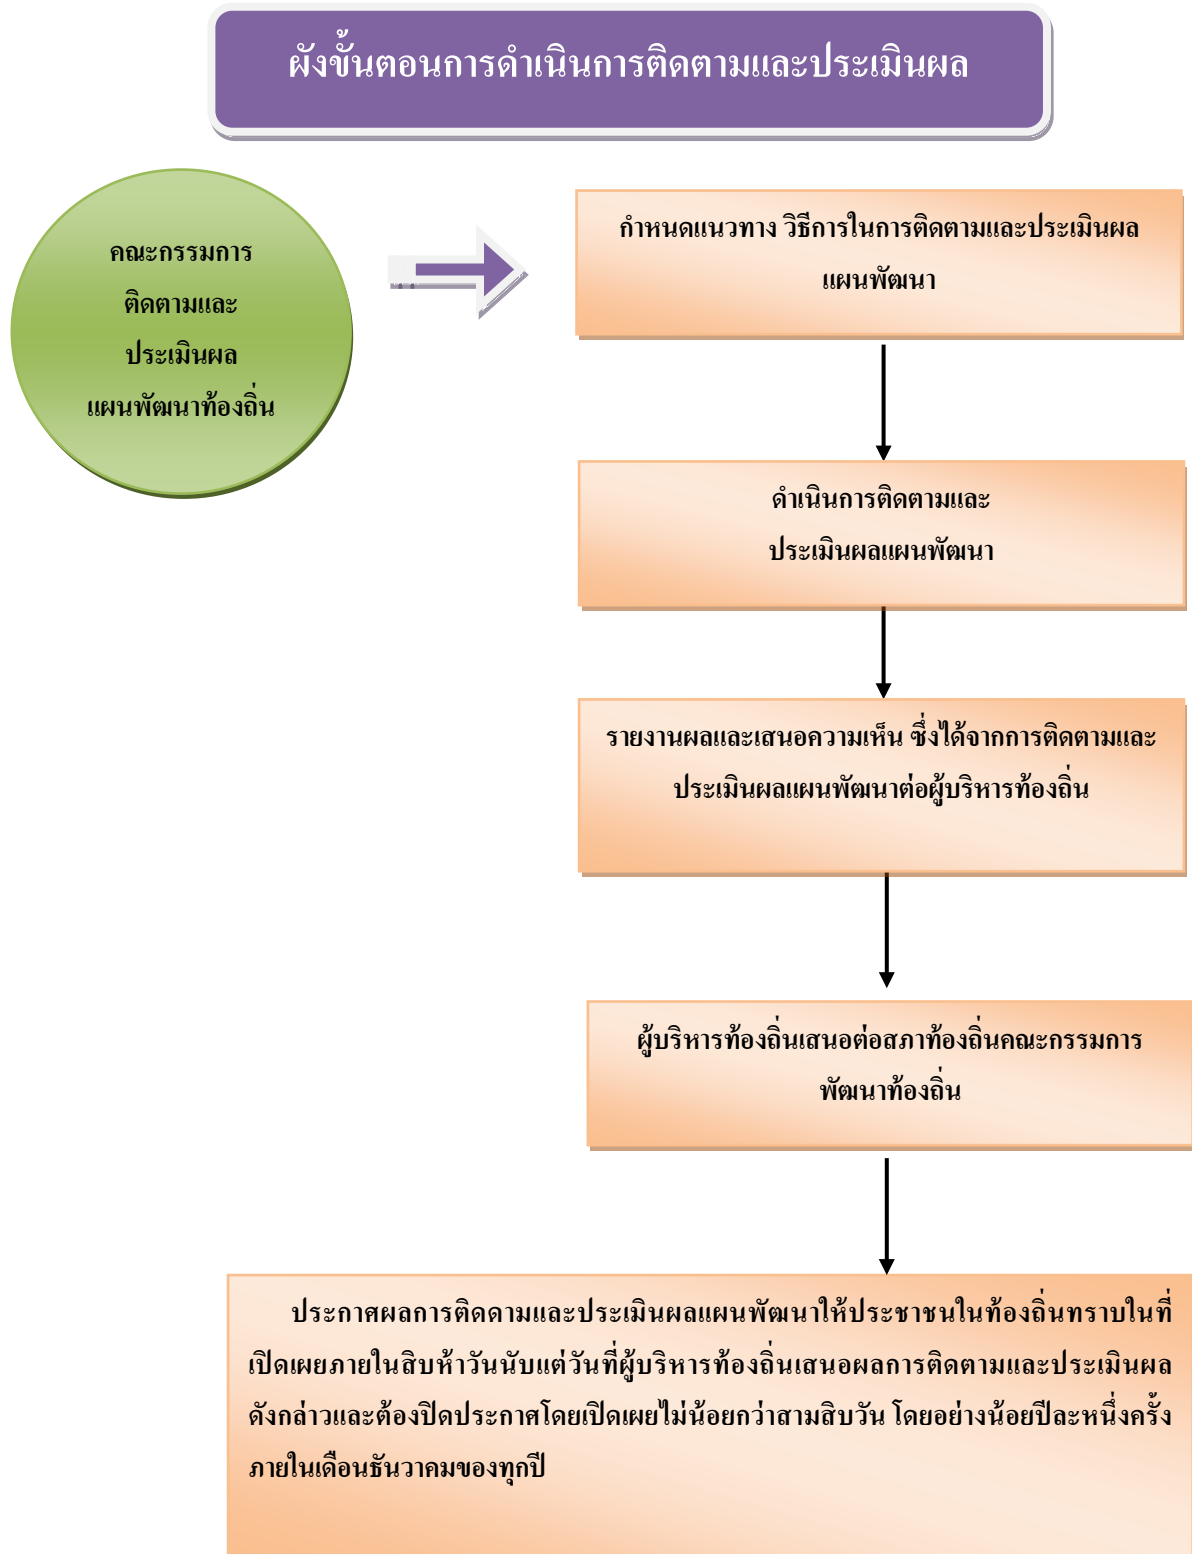 ผังขั้นตอนการดำเนินการติดตามและประเมินผล
คณะกรรมการ
ติดตามและ
ประเมินผล
แผนพัฒนาท้องถิ่น
กำหนดแนวทาง วิธีการในการติดตามและประเมินผล
แผนพัฒนา
ดำเนินการติดตามและ
ประเมินผลแผนพัฒนา
รายงานผลและเสนอความเห็น ซึ่งได้จากการติดตามและ
ประเมินผลแผนพัฒนาต่อผู้บริหารท้องถิ่น
ผู้บริหารท้องถิ่นเสนอต่อสภาท้องถิ่นคณะกรรมการ
พัฒนาท้องถิ่น
ประกาศผลการติดดามและประเมินผลแผนพัฒนาให้ประชาชนในท้องถิ่นทราบในที่
เปิดเผยภายในสิบห้าวันนับแต่วันที่ผู้บริหารท้องถิ่นเสนอผลการติดตามและประเมินผล
ดังกล่าวและต้องปิดประกาศโดยเปิดเผยไม่น้อยกว่าสามสิบวัน โดยอย่างน้อยปีละหนึ่งครั้ง
ภายในเดือนธันวาคมของทุกปี